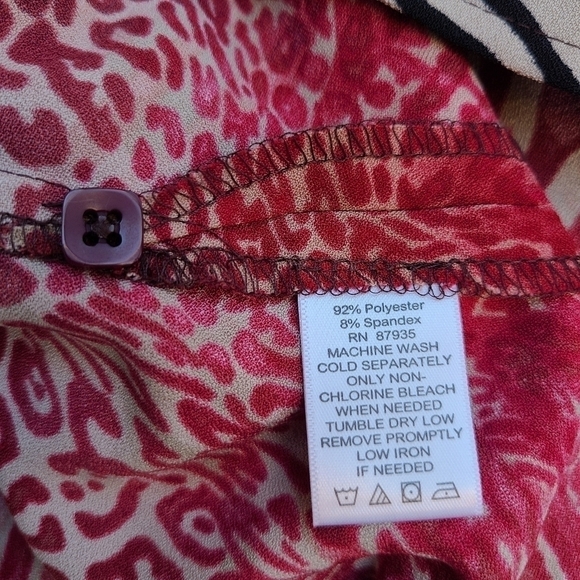 92% Polyester
8% Spandex
RN 87935
MACHINE WASH
COLD SEPARATELY
ONLY NON-
CHLORINE BLEACH
WHEN NEEDED
TUMBLE DRY LOW
REMOVE PROMPTLY
LOW IRON
IF NEEDED